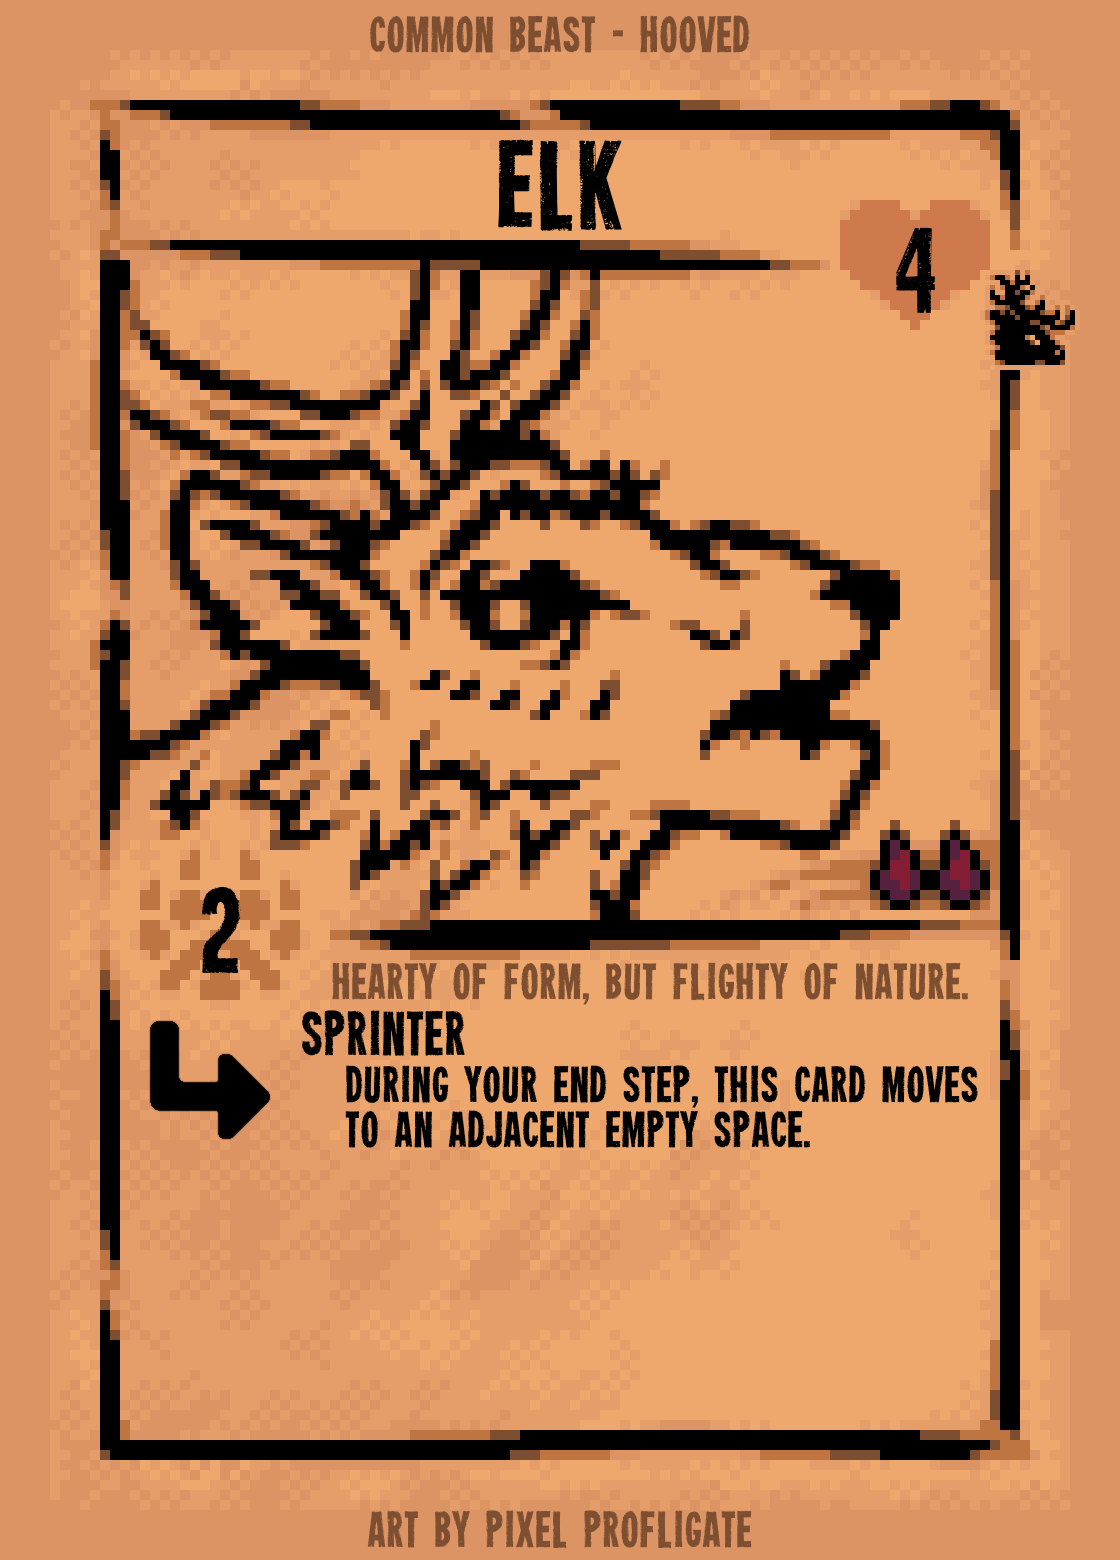 COMMON BEAST - HOOVED
ELK
4
2
HEARTY OF FORM, BUT FLIGHTY OF NATURE.
SPRINTER
DURING YOUR END STEP, THIS CARD MOVES
TO AN ADJACENT EMPTY SPACE.
ART BY PIXEL PROFLIGATE